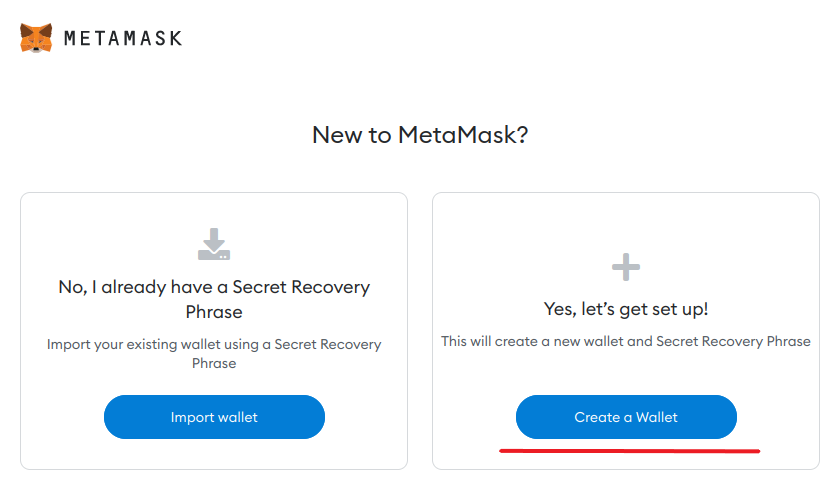 METAMASK
New to MetaMask?
No, I already have a Secret Recovery
Phrase
Import your existing wallet using a Secret Recovery
Phrase
Import wallet
Yes, let’s get set up!
This will create a new wallet and Secret Recovery Phrase
Create a Wallet